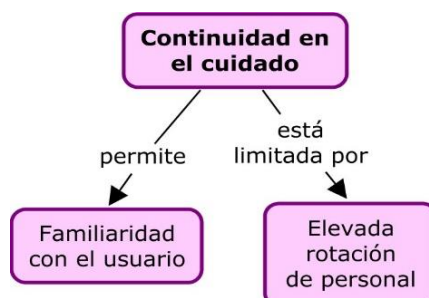 Continuidad en
el cuidado
permite
está
limitada por
Familiaridad
con el usuario
Elevada
rotación
de personal